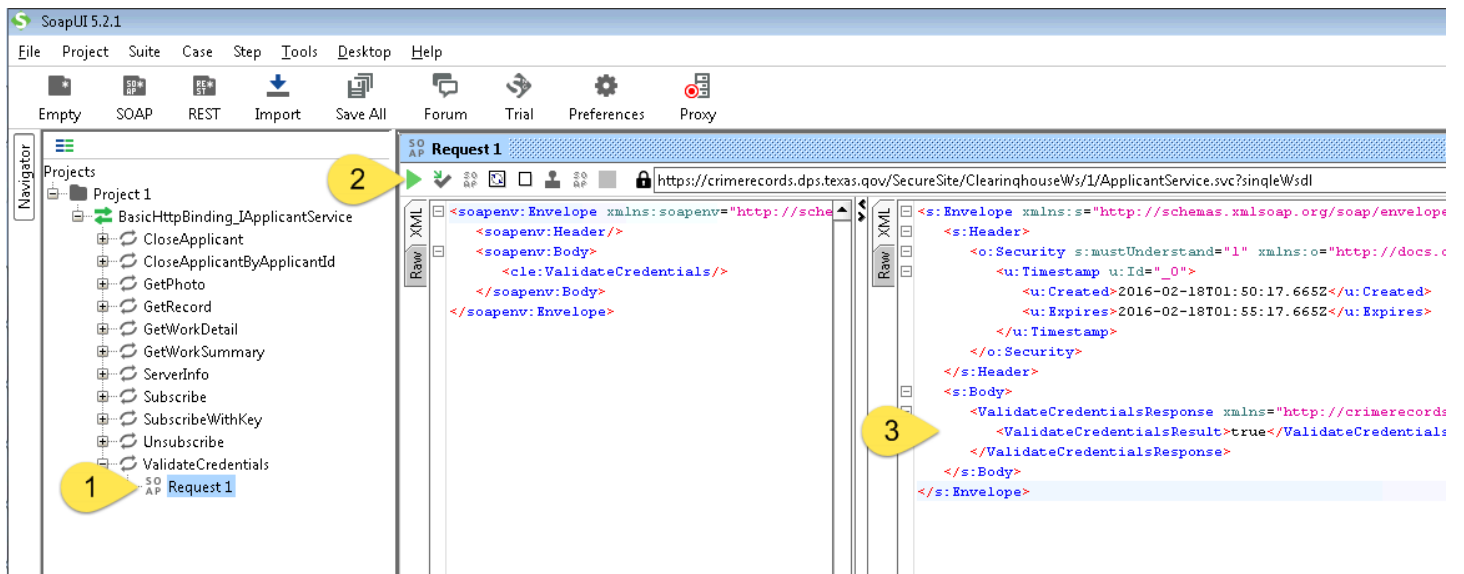 SoapUI 5.2.1
File Project Suite Case Step Tools Desktop Help
Empty SOAP REST Import Save All Forum Trial Preferences Proxy
Navigator
Projects
Project 1
BasicHttpBinding_IApplicantService
CloseApplicant
CloseApplicantByApplicantId
GetPhoto
GetRecord
GetWorkDetail
GetWorkSummary
ServerInfo
Subscribe
SubscribeWithKey
Unsubscribe
ValidateCredentials
1
SOAP Request 1
SOAP Request 1
2
https://crimerecords.dps.texas.gov/SecureSite/ClearinghouseWs/1/ApplicantService.svc?singleWsdl
XML
Raw
<soapenv:Envelope xmlns:soapenv="http://sche
<soapenv:Header/>
<soapenv:Body>
<cle:ValidateCredentials/>
</soapenv:Body>
</soapenv:Envelope>
XML
Raw
<s:Envelope xmlns:s="http://schemas.xmlsoap.org/soap/envelope
<s:Header>
<o:Security s:mustUnderstand="1" xmlns:o="http://docs.o
<u:Timestamp u:Id="_0">
<u:Created>2016-02-18T01:50:17.665Z</u:Created>
<u:Expires>2016-02-18T01:55:17.665Z</u:Expires>
</u:Timestamp>
</o:Security>
</s:Header>
<s:Body>
<ValidateCredentialsResponse xmlns="http://crimerecords
3
<ValidateCredentialsResult>true</ValidateCredentials
</ValidateCredentialsResponse>
</s:Body>
</s:Envelope>